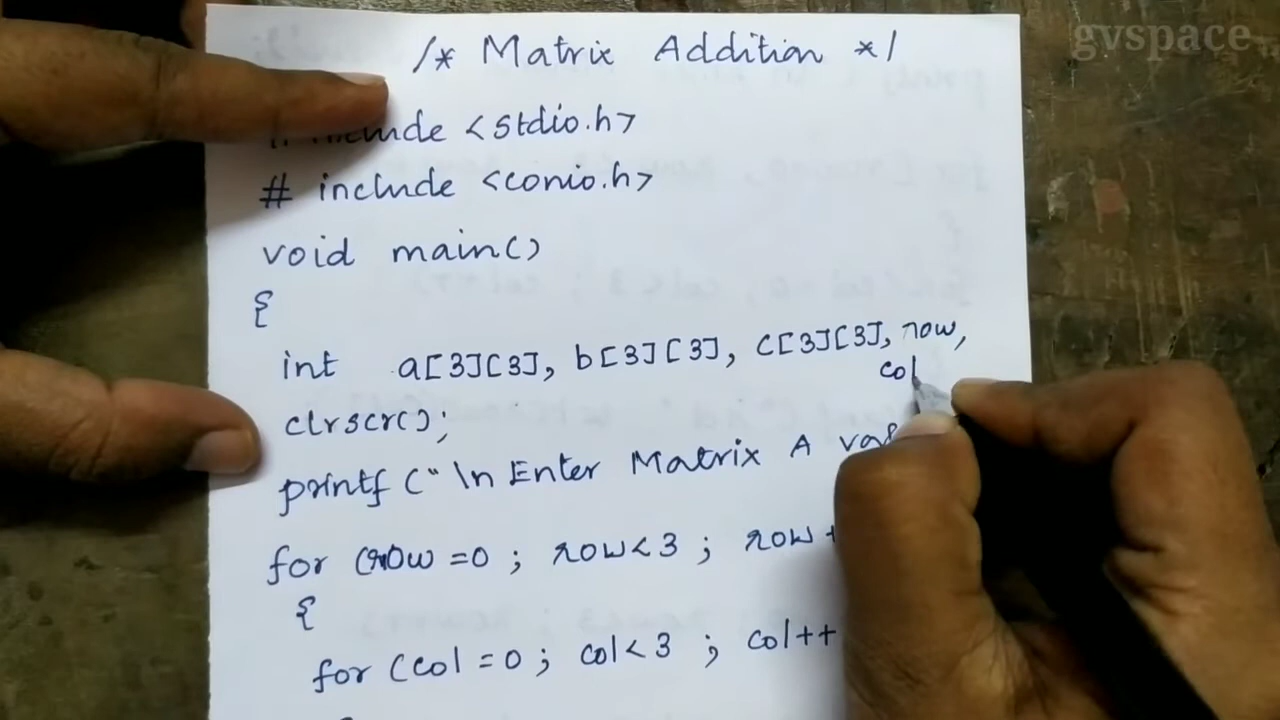 gvspace
/* Matrix Addition */
include <stdio.h>
# include <conio.h>
void main()
{
int a[3][3], b[3][3], c[3][3], row,
col
clrscr();
printf ("\n Enter Matrix A
for (row =0 ; row<3 ; row +
{
for (col =0 ; col<3 ; col++